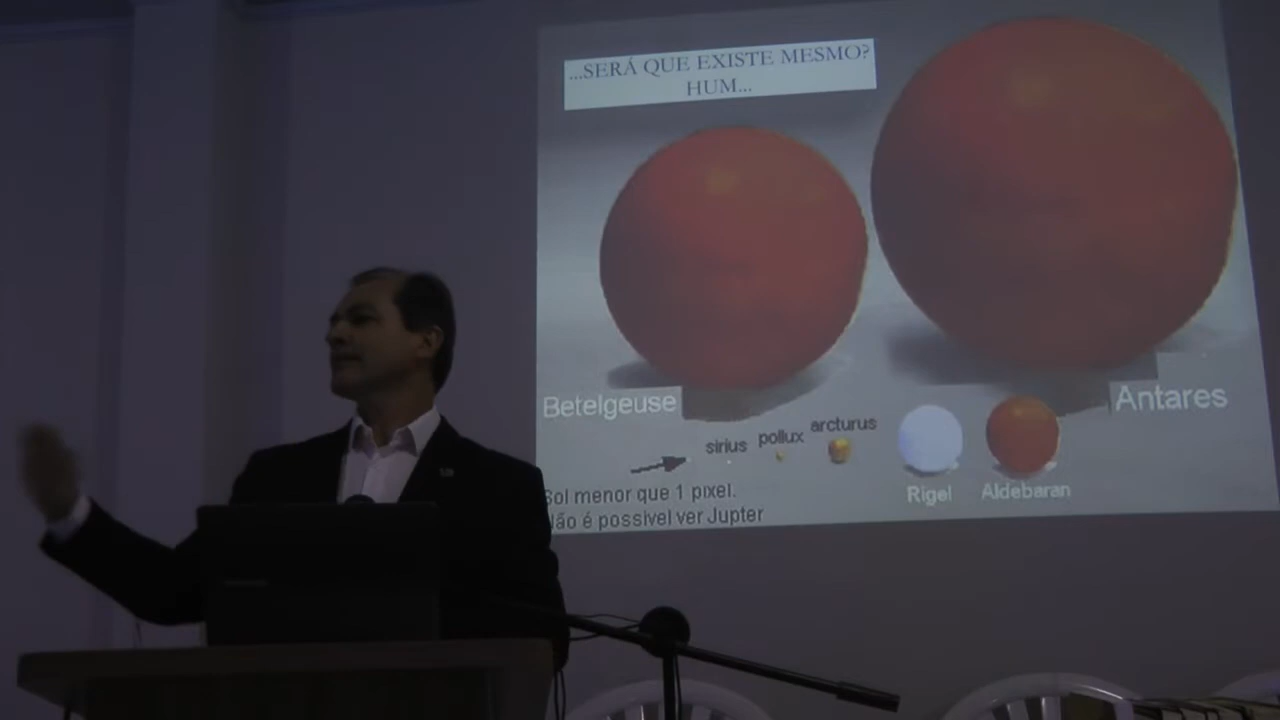 ...SERÁ QUE EXISTE MESMO?
HUM...
Betelgeuse
Antares
sirius
pollux
arcturus
Rigel
Aldebaran
Sol menor que 1 pixel.
Não é possivel ver Jupter